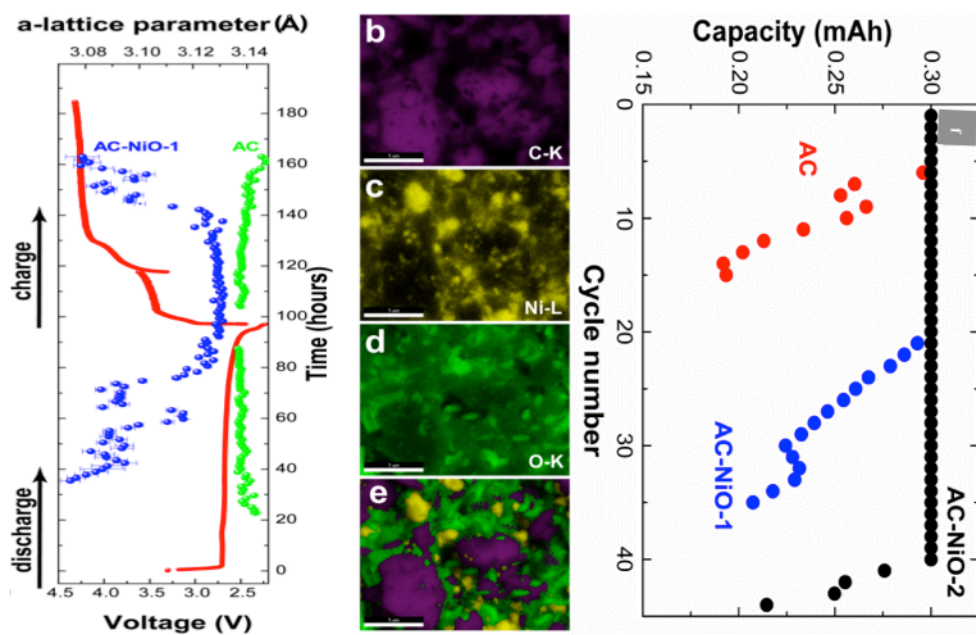 a-lattice parameter (Å)
3.08
3.10
3.12
3.14
AC-NiO-1
AC
180
160
140
120
100
80
60
40
20
0
Time (hours)
charge
discharge
4.5
4.0
3.5
3.0
2.5
Voltage (V)
b
C-K
c
Ni-L
d
O-K
e
Capacity (mAh)
0.15
0.20
0.25
0.30
0
10
20
30
40
Cycle number
AC
AC-NiO-1
AC-NiO-2